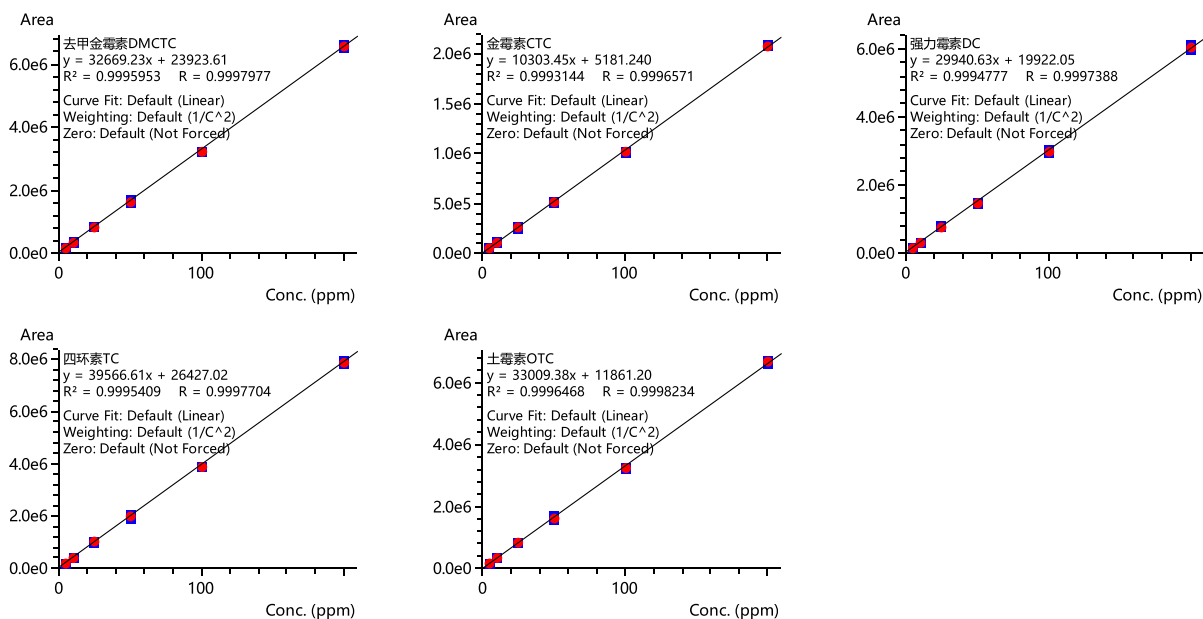 Area
去甲金霉素DMCTC
y = 32669.23x + 23923.61
R² = 0.9995953 R = 0.9997977
Curve Fit: Default (Linear)
Weighting: Default (1/C^2)
Zero: Default (Not Forced)
6.0e6
4.0e6
2.0e6
0.0e0
0
100
Conc. (ppm)
Area
金霉素CTC
y = 10303.45x + 5181.240
R² = 0.9993144 R = 0.9996571
Curve Fit: Default (Linear)
Weighting: Default (1/C^2)
Zero: Default (Not Forced)
2.0e6
1.5e6
1.0e6
5.0e5
0.0e0
0
100
Conc. (ppm)
Area
强力霉素DC
y = 29940.63x + 19922.05
R² = 0.9994777 R = 0.9997388
Curve Fit: Default (Linear)
Weighting: Default (1/C^2)
Zero: Default (Not Forced)
6.0e6
4.0e6
2.0e6
0.0e0
0
100
Conc. (ppm)
Area
四环素TC
y = 39566.61x + 26427.02
R² = 0.9995409 R = 0.9997704
Curve Fit: Default (Linear)
Weighting: Default (1/C^2)
Zero: Default (Not Forced)
8.0e6
6.0e6
4.0e6
2.0e6
0.0e0
0
100
Conc. (ppm)
Area
土霉素OTC
y = 33009.38x + 11861.20
R² = 0.9996468 R = 0.9998234
Curve Fit: Default (Linear)
Weighting: Default (1/C^2)
Zero: Default (Not Forced)
6.0e6
4.0e6
2.0e6
0.0e0
0
100
Conc. (ppm)